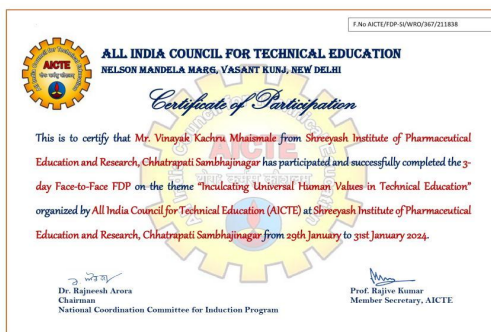 F.No AICTE/FDP-SI/WRO/367/211838
AICTE
ALL INDIA COUNCIL FOR TECHNICAL EDUCATION
NELSON MANDELA MARG, VASANT KUNJ, NEW DELHI
Certificate of Participation
This is to certify that Mr. Vinayak Kachru Mhaismale from Shreeyash Institute of Pharmaceutical
Education and Research, Chhatrapati Sambhajinagar has participated and successfully completed the 3-
day Face-to-Face FDP on the theme “Inculcating Universal Human Values in Technical Education”
organized by All India Council for Technical Education (AICTE) at Shreeyash Institute of Pharmaceutical
Education and Research, Chhatrapati Sambhajinagar from 29th January to 31st January 2024.
Dr. Rajneesh Arora
Chairman
National Coordination Committee for Induction Program
Prof. Rajive Kumar
Member Secretary, AICTE